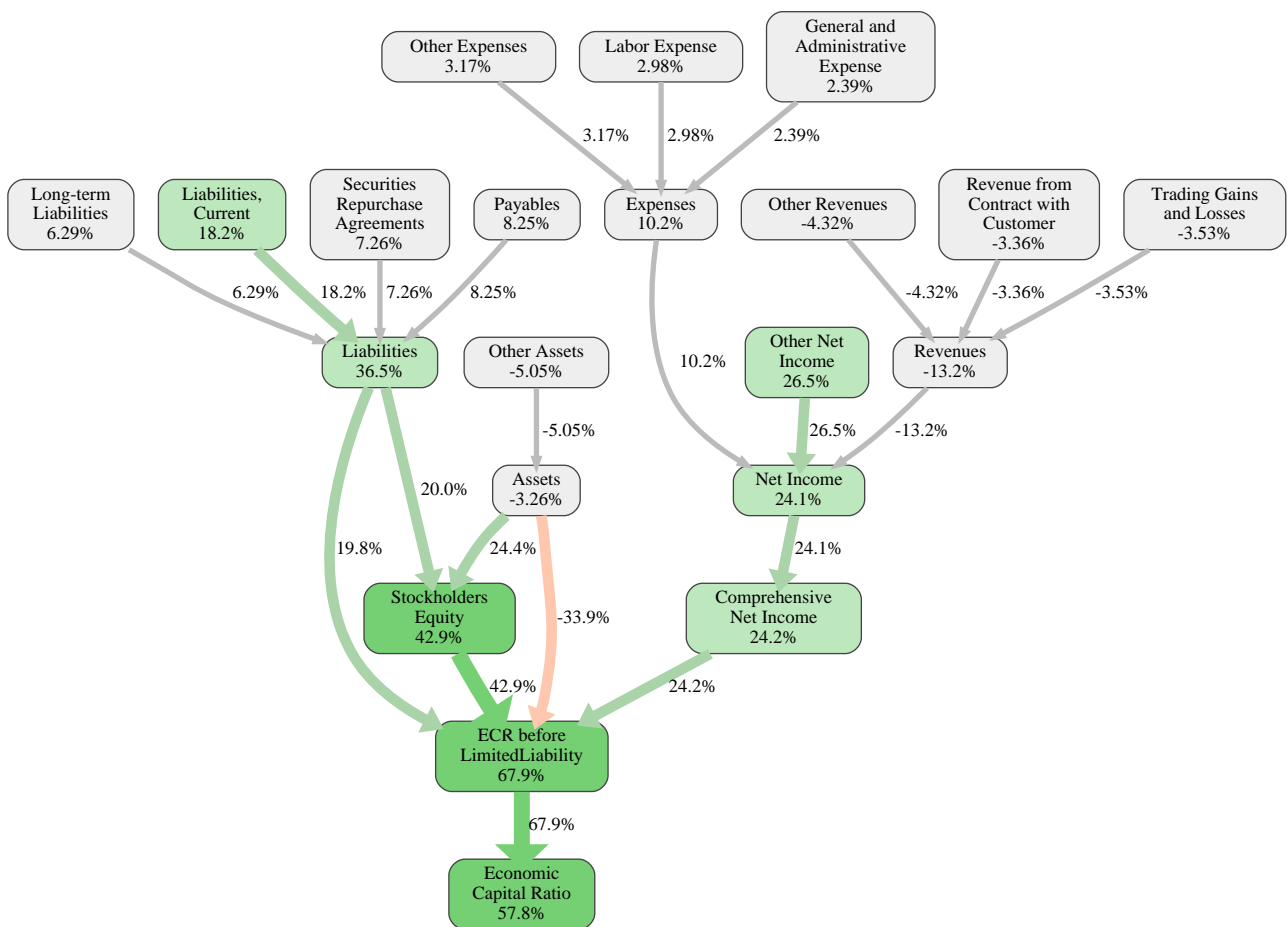 Other Expenses
3.17%
Labor Expense
2.98%
General and
Administrative
Expense
2.39%
3.17%
2.98%
2.39%
Long-term
Liabilities
6.29%
Liabilities,
Current
18.2%
Securities
Repurchase
Agreements
7.26%
Payables
8.25%
Expenses
10.2%
Other Revenues
-4.32%
Revenue from
Contract with
Customer
-3.36%
Trading Gains
and Losses
-3.53%
6.29%
18.2%
7.26%
8.25%
-4.32%
-3.36%
-3.53%
Liabilities
36.5%
Other Assets
-5.05%
10.2%
Other Net
Income
26.5%
Revenues
-13.2%
-5.05%
26.5%
-13.2%
Assets
-3.26%
Net Income
24.1%
20.0%
19.8%
24.4%
24.1%
Stockholders
Equity
42.9%
-33.9%
Comprehensive
Net Income
24.2%
42.9%
24.2%
ECR before
LimitedLiability
67.9%
67.9%
Economic
Capital Ratio
57.8%